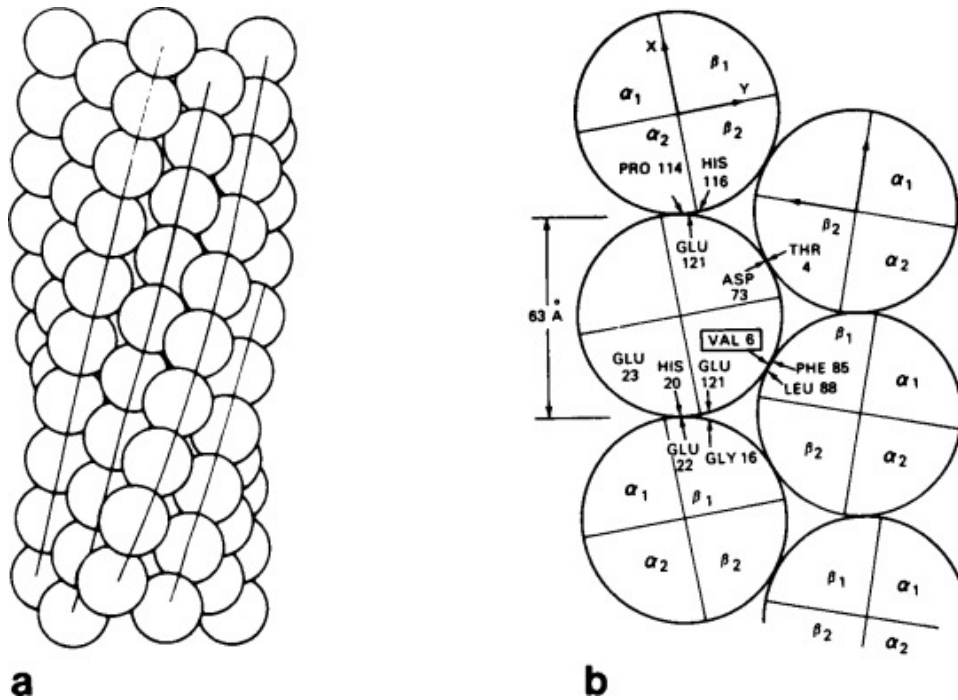 X
β1
α1
Y
α2
β2
PRO 114
HIS
116
α1
GLU
121
β2
THR
4
α2
ASP
73
63 Å
β1
VAL 6
PHE 85
GLU
23
HIS
20
GLU
121
LEU 88
α1
β2
α2
GLU
22
GLY 16
α1
β1
α2
β2
β1
α1
β2
α2
a
b